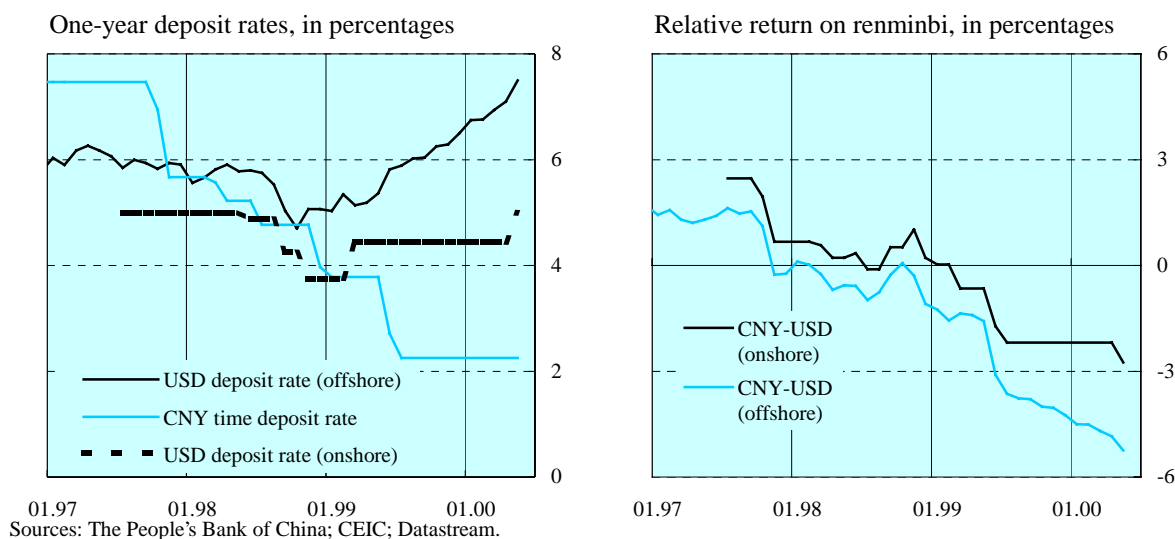 One-year deposit rates, in percentages
8
6
4
2
0
USD deposit rate (offshore)
CNY time deposit rate
USD deposit rate (onshore)
01.97 01.98 01.99 01.00
Relative return on renminbi, in percentages
6
3
0
-3
-6
CNY-USD
(onshore)
CNY-USD
(offshore)
01.97 01.98 01.99 01.00
Sources: The People's Bank of China; CEIC; Datastream.